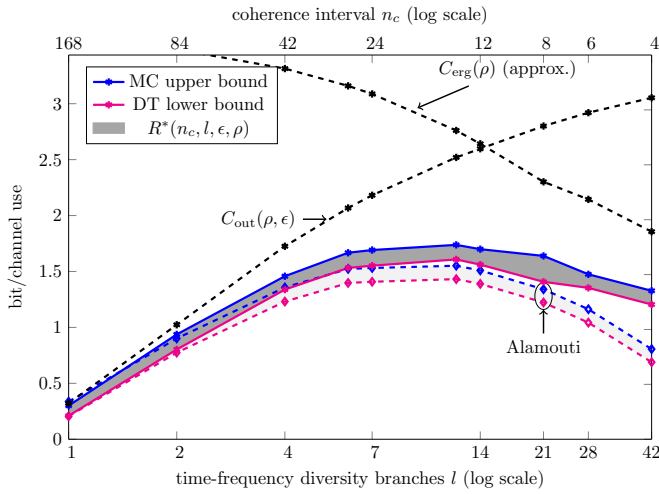 coherence interval n_c (log scale)
168 84 42 24 12 8 6 4
C_erg(ρ) (approx.)
MC upper bound
DT lower bound
R*(n_c, l, ϵ, ρ)
C_out(ρ, ϵ)
Alamouti
bit/channel use
3
2.5
2
1.5
1
0.5
0
1 2 4 7 14 21 28 42
time-frequency diversity branches l (log scale)